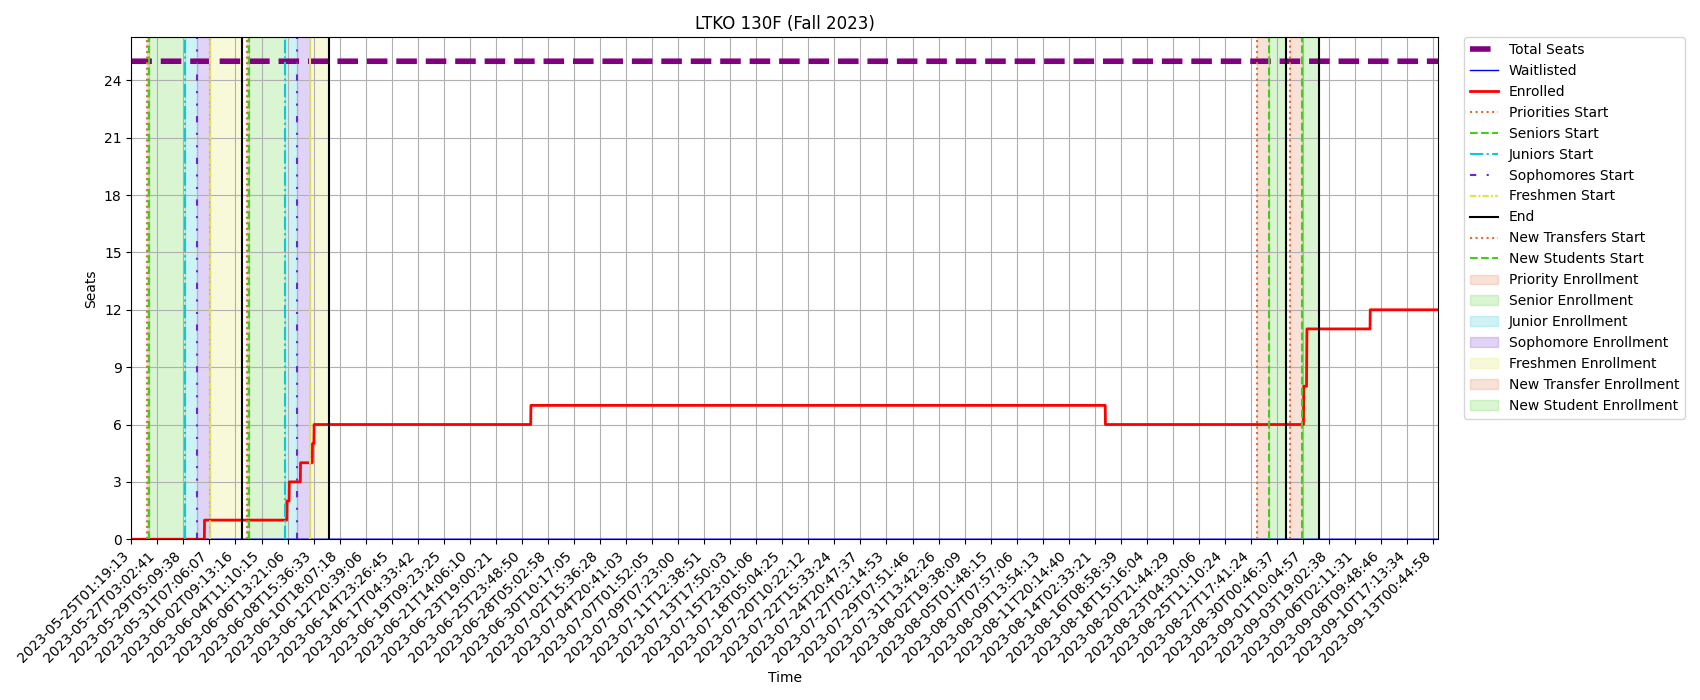 LTKO 130F (Fall 2023)
Total Seats
Waitlisted
Enrolled
Priorities Start
Seniors Start
Juniors Start
Sophomores Start
Freshmen Start
End
New Transfers Start
New Students Start
Priority Enrollment
Senior Enrollment
Junior Enrollment
Sophomore Enrollment
Freshmen Enrollment
New Transfer Enrollment
New Student Enrollment
Seats
24
21
18
15
12
9
6
3
0
2023-05-25T01:19:13
2023-05-27T03:02:41
2023-05-29T05:09:38
2023-05-31T07:06:07
2023-06-02T09:13:16
2023-06-04T11:10:15
2023-06-06T13:21:06
2023-06-08T15:36:33
2023-06-10T18:07:18
2023-06-12T20:39:06
2023-06-14T23:26:45
2023-06-17T04:33:42
2023-06-19T09:23:25
2023-06-21T14:06:10
2023-06-23T19:00:21
2023-06-25T23:48:50
2023-06-28T05:02:58
2023-06-30T10:17:05
2023-07-02T15:36:28
2023-07-04T20:41:03
2023-07-07T01:52:05
2023-07-09T07:23:00
2023-07-11T12:38:51
2023-07-13T17:50:03
2023-07-15T23:01:06
2023-07-18T05:04:25
2023-07-20T10:22:12
2023-07-22T15:33:24
2023-07-24T20:47:37
2023-07-27T02:14:53
2023-07-29T07:51:46
2023-07-31T13:42:26
2023-08-02T19:38:09
2023-08-05T01:48:15
2023-08-07T07:57:06
2023-08-09T13:54:13
2023-08-11T20:14:40
2023-08-14T02:33:21
2023-08-16T08:58:39
2023-08-18T15:16:04
2023-08-20T21:44:29
2023-08-23T04:30:06
2023-08-25T11:10:24
2023-08-27T17:41:24
2023-08-30T00:46:37
2023-09-01T10:04:57
2023-09-03T19:02:38
2023-09-06T02:11:31
2023-09-08T09:48:46
2023-09-10T17:13:34
2023-09-13T00:44:58
Time